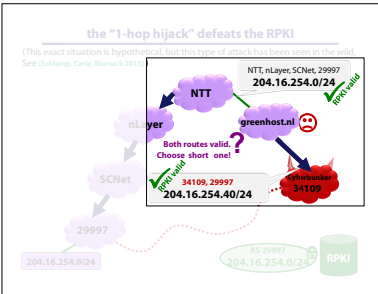 the “1-hop hijack” defeats the RPKI
(This exact situation is hypothetical, but this type of attack has been seen in the wild,
See [Schlamp, Carle, Biersack 2013]
NTT, nLayer, SCNet, 29997
204.16.254.0/24
RPKI valid
NTT
nLayer
greenhost.nl
Both routes valid.
Choose short one!
?
RPKI valid
SCNet
34109, 29997
204.16.254.40/24
Cyberbunker
34109
29997
204.16.254.0/24
AS 29997
204.16.254.0/24
RPKI